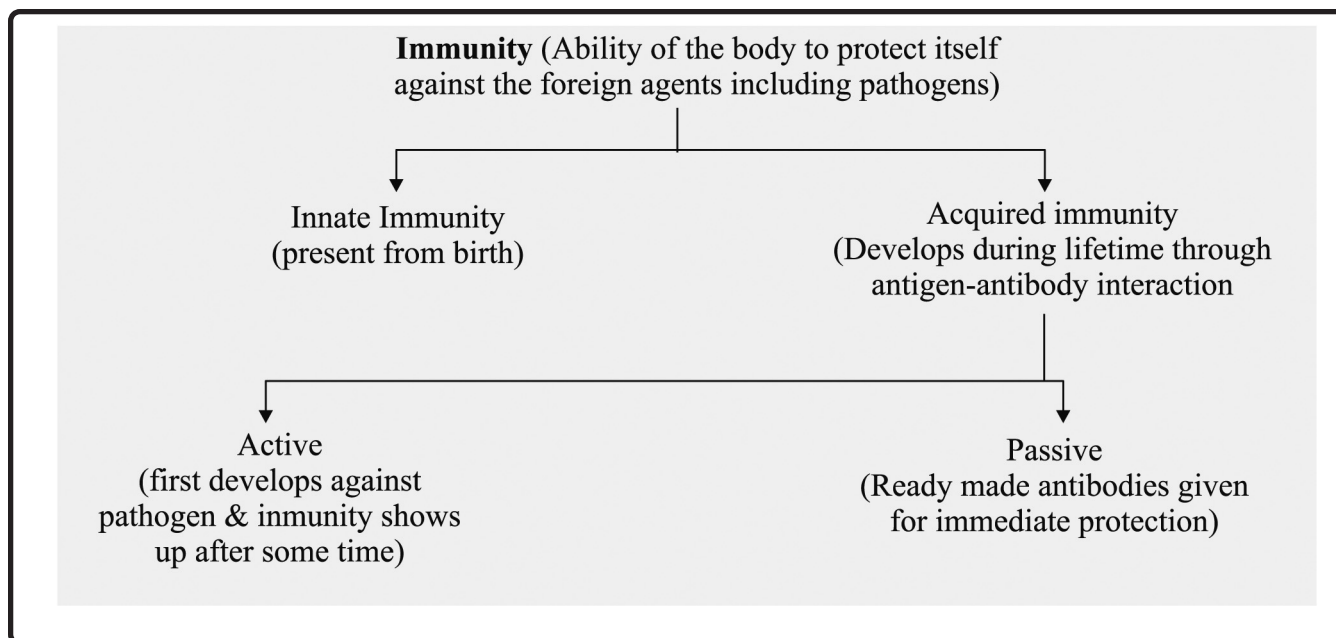 Immunity (Ability of the body to protect itself
against the foreign agents including pathogens)
Innate Immunity
(present from birth)
Acquired immunity
(Develops during lifetime through
antigen-antibody interaction
Active
(first develops against
pathogen & inmunity shows
up after some time)
Passive
(Ready made antibodies given
for immediate protection)